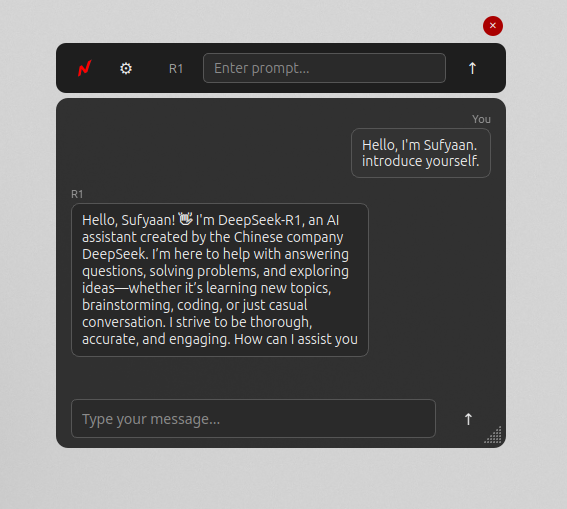 R1 Enter prompt...
You
Hello, I'm Sufyaan.
introduce yourself.
R1
Hello, Sufyaan! 👋 I'm DeepSeek-R1, an AI
assistant created by the Chinese company
DeepSeek. I’m here to help with answering
questions, solving problems, and exploring
ideas—whether it’s learning new topics,
brainstorming, coding, or just casual
conversation. I strive to be thorough,
accurate, and engaging. How can I assist you
Type your message...